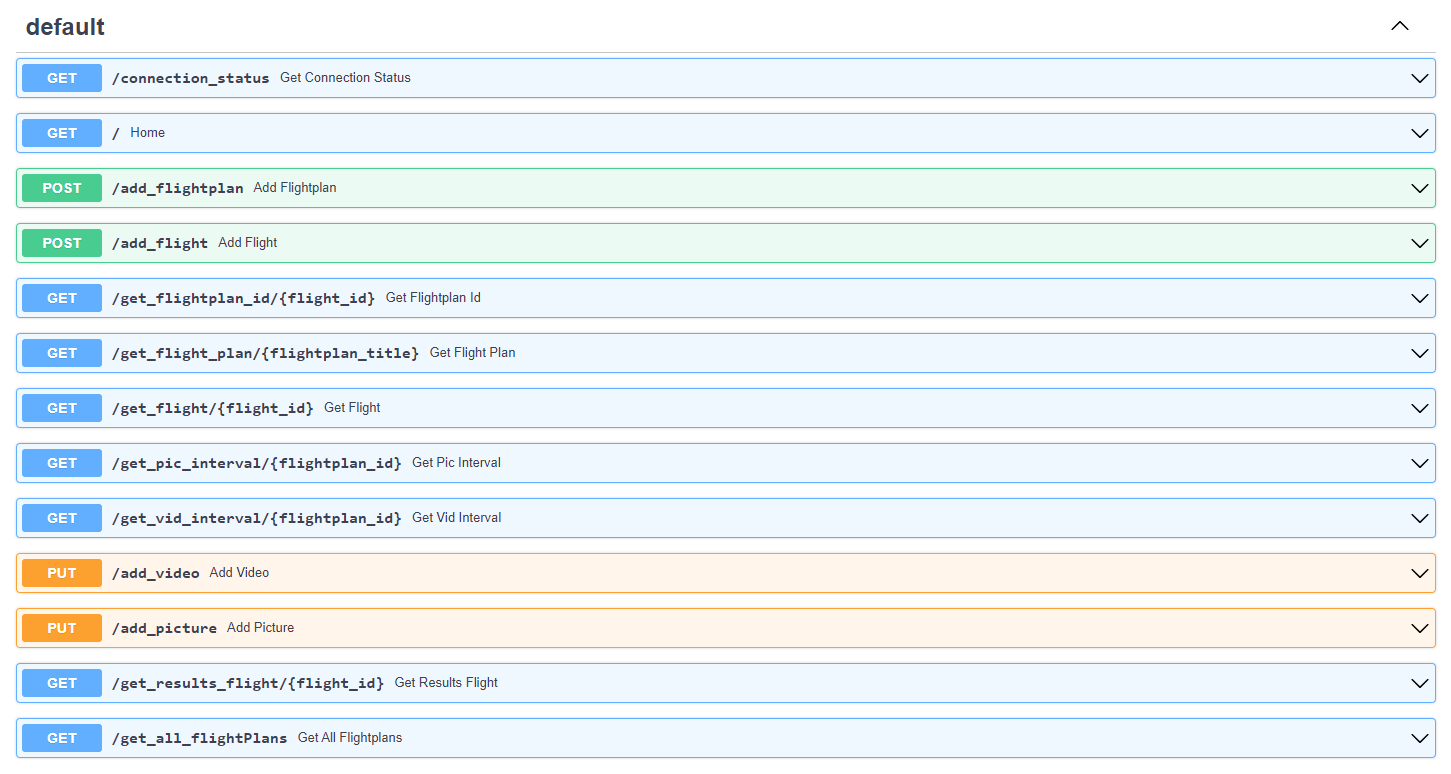 default
GET /connection_status Get Connection Status
GET / Home
POST /add_flightplan Add Flightplan
POST /add_flight Add Flight
GET /get_flightplan_id/{flight_id} Get Flightplan Id
GET /get_flight_plan/{flightplan_title} Get Flight Plan
GET /get_flight/{flight_id} Get Flight
GET /get_pic_interval/{flightplan_id} Get Pic Interval
GET /get_vid_interval/{flightplan_id} Get Vid Interval
PUT /add_video Add Video
PUT /add_picture Add Picture
GET /get_results_flight/{flight_id} Get Results Flight
GET /get_all_flightPlans Get All Flightplans